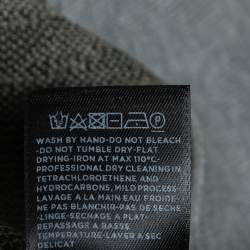 WASH BY HAND-DO NOT BLEACH
-DO NOT TUMBLE DRY-FLAT
DRYING-IRON AT MAX 110°C-
PROFESSIONAL DRY CLEANING IN
TETRACHLOROETHENE AND
HYDROCARBONS, MILD PROCESS
LAVAGE A LA MAIN EAU FROIDE-
NE PAS BLANCHIR-PAS DE SECHE
-LINGE-SECHAGE A PLAT-
REPASSAGE BASSE
TEMPERATURE-LAVER A SEC
DELICAT